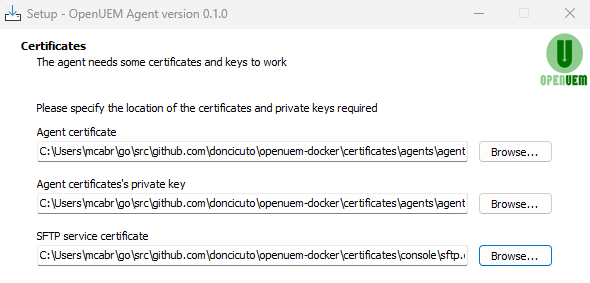 Setup - OpenUEM Agent version 0.1.0
Certificates
The agent needs some certificates and keys to work
OPENUEM
Please specify the location of the certificates and private keys required
Agent certificate
C:\Users\mcabr\go\src\github.com\doncicuto\openuem-docker\certificates\agents\agent
Browse...
Agent certificates's private key
C:\Users\mcabr\go\src\github.com\doncicuto\openuem-docker\certificates\agents\agent
Browse...
SFTP service certificate
C:\Users\mcabr\go\src\github.com\doncicuto\openuem-docker\certificates\console\sftp.
Browse...